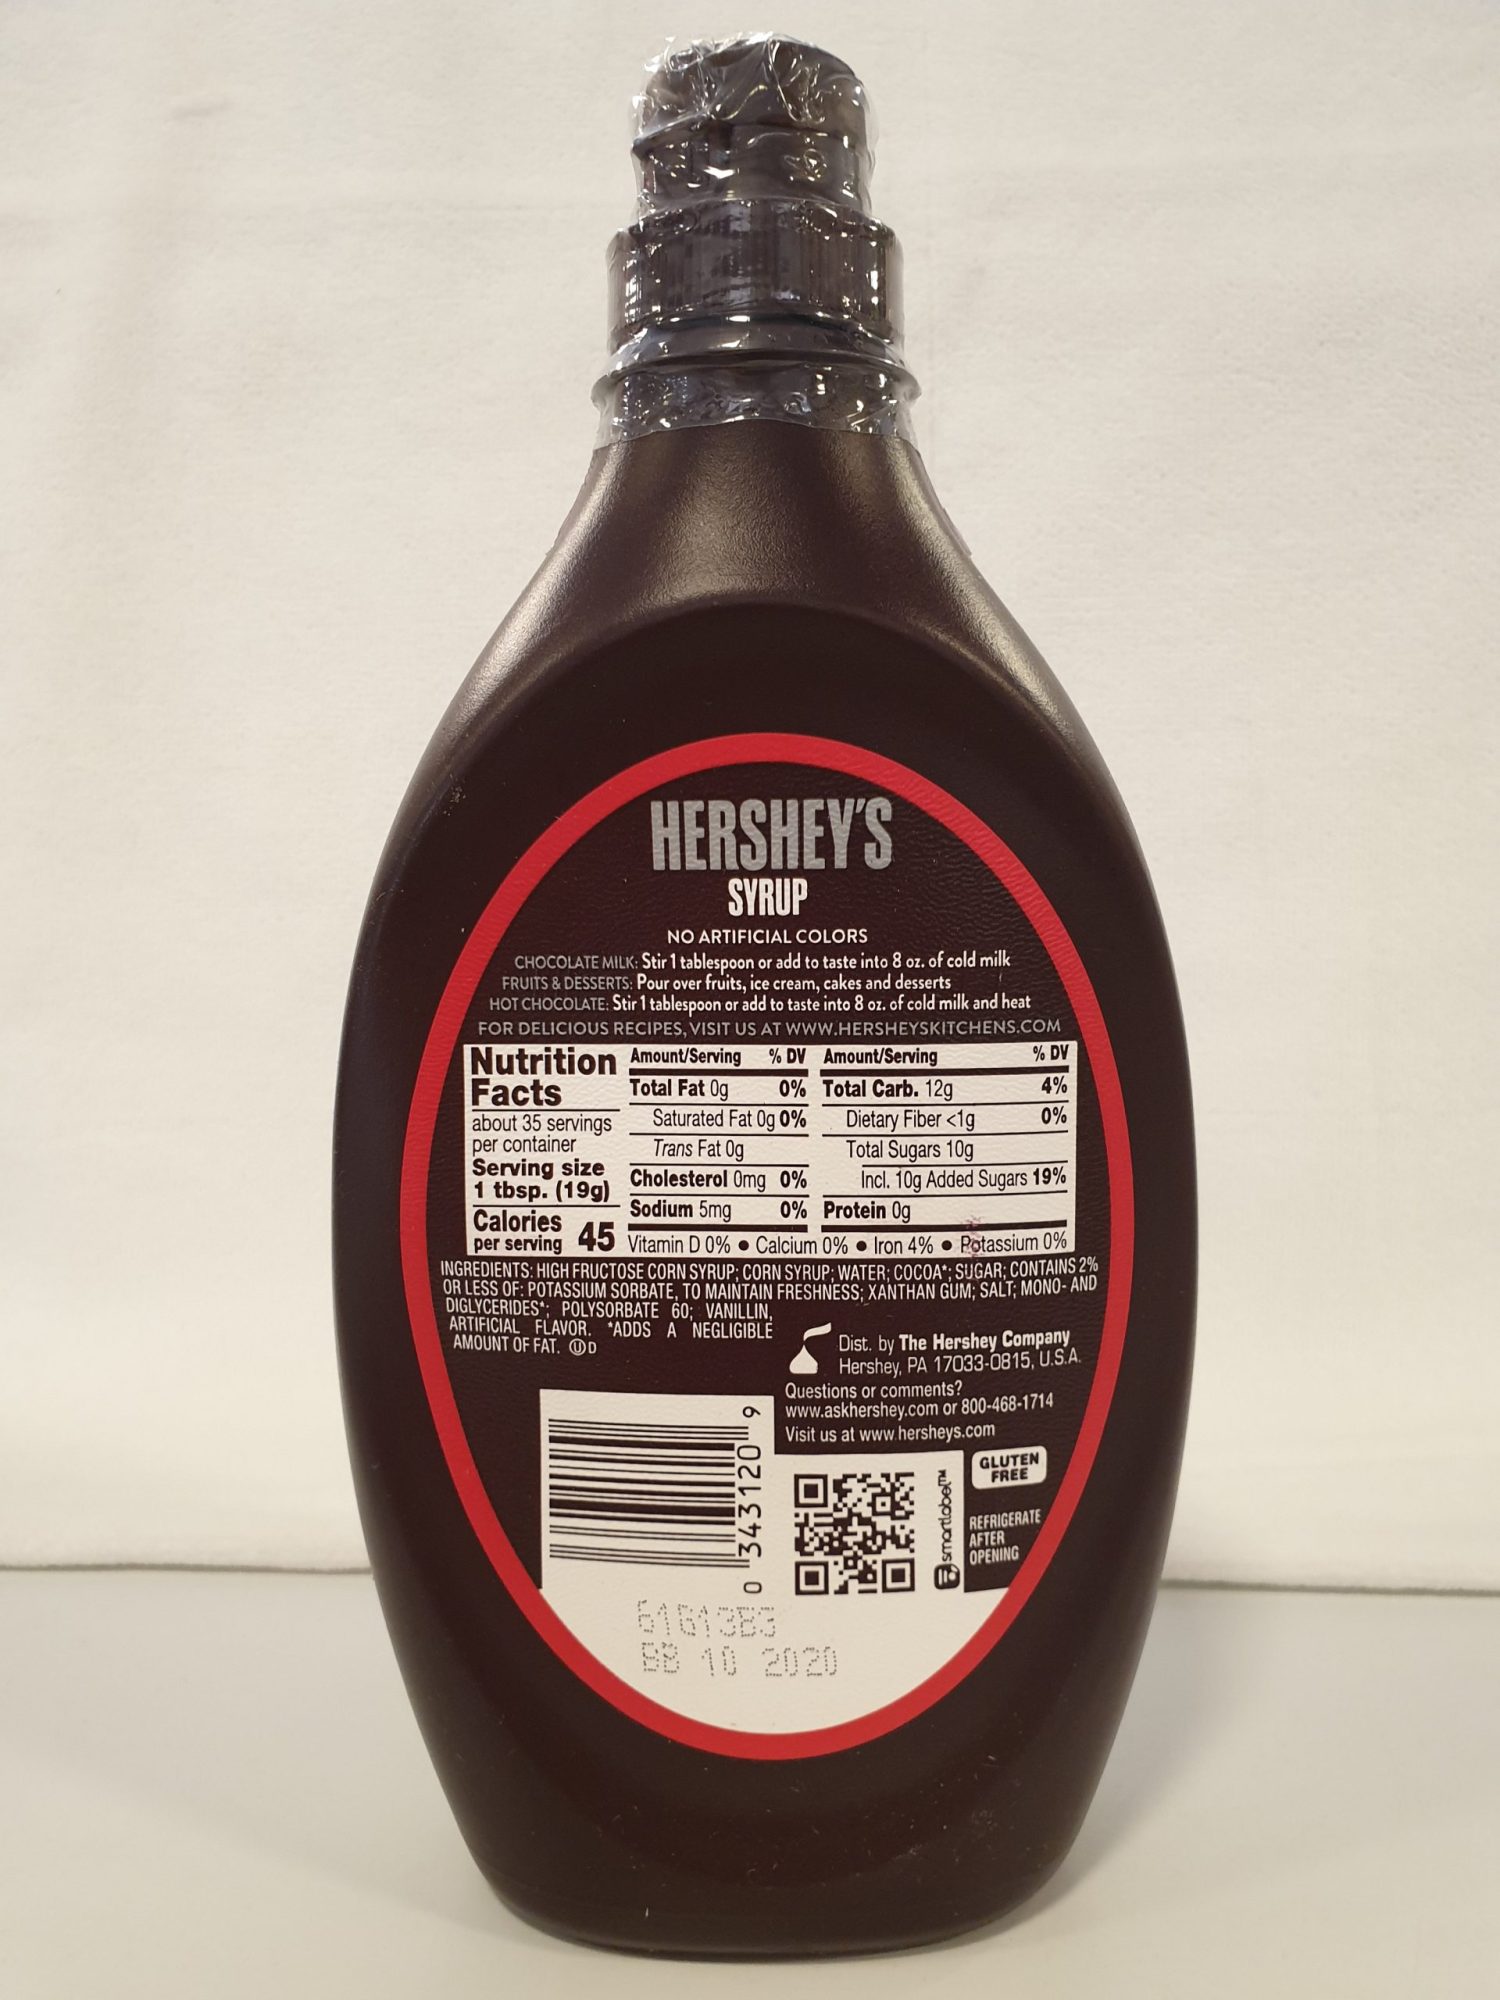 HERSHEY'S
SYRUP
NO ARTIFICIAL COLORS
CHOCOLATE MILK: Stir 1 tablespoon or add to taste into 8 oz. of cold milk
FRUITS & DESSERTS: Pour over fruits, ice cream, cakes and desserts
HOT CHOCOLATE: Stir 1 tablespoon or add to taste into 8 oz. of cold milk and heat
FOR DELICIOUS RECIPES, VISIT US AT WWW.HERSHEYSKITCHENS.COM
Nutrition
Facts
about 35 servings
per container
Serving size
1 tbsp. (19g)
Calories
per serving 45
Amount/Serving % DV
Total Fat 0g 0%
Saturated Fat 0g 0%
Trans Fat 0g
Cholesterol 0mg 0%
Sodium 5mg 0%
Amount/Serving % DV
Total Carb. 12g 4%
Dietary Fiber <1g 0%
Total Sugars 10g
Incl. 10g Added Sugars 19%
Protein 0g
Vitamin D 0% • Calcium 0% • Iron 4% • Potassium 0%
INGREDIENTS: HIGH FRUCTOSE CORN SYRUP; CORN SYRUP; WATER; COCOA*; SUGAR; CONTAINS 2%
OR LESS OF: POTASSIUM SORBATE, TO MAINTAIN FRESHNESS; XANTHAN GUM; SALT; MONO- AND
DIGLYCERIDES*; POLYSORBATE 60; VANILLIN,
ARTIFICIAL FLAVOR. *ADDS A NEGLIGIBLE
AMOUNT OF FAT. ⓊD
Dist. by The Hershey Company
Hershey, PA 17033-0815, U.S.A.
Questions or comments?
www.askhershey.com or 800-468-1714
Visit us at www.hersheys.com
0 343120 9
smartlabel™
GLUTEN
FREE
REFRIGERATE
AFTER
OPENING
BB 10 2020